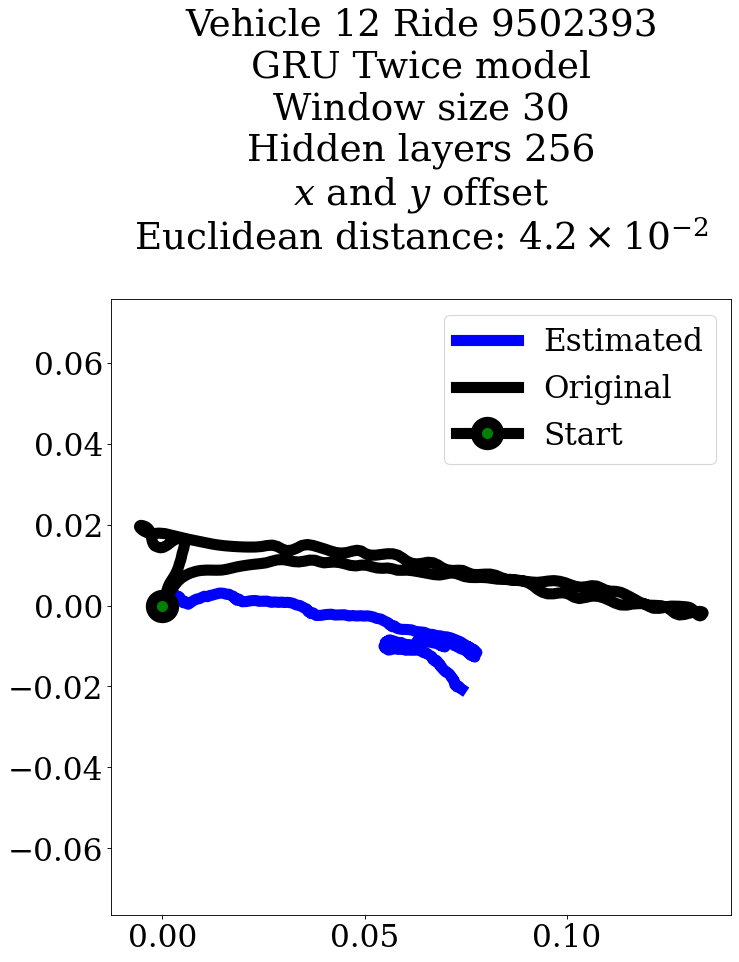 Vehicle 12 Ride 9502393
GRU Twice model
Window size 30
Hidden layers 256
x and y offset
Euclidean distance: 4.2 × 10⁻²
Estimated
Original
Start
0.06
0.04
0.02
0.00
−0.02
−0.04
−0.06
0.00 0.05 0.10